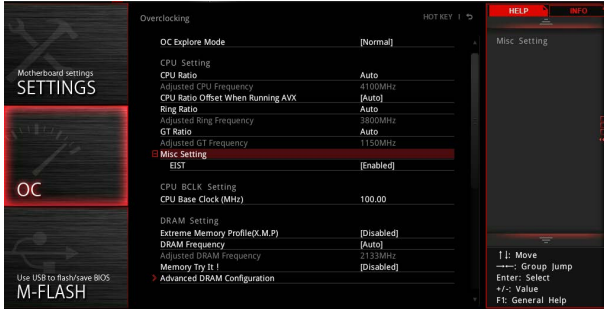 Overclocking
HOT KEY |
HELP
INFO
Motherboard settings
SETTINGS
OC
Use USB to flash/save BIOS
M-FLASH
OC Explore Mode [Normal]
CPU Setting
CPU Ratio Auto
Adjusted CPU Frequency 4100MHz
CPU Ratio Offset When Running AVX [Auto]
Ring Ratio Auto
Adjusted Ring Frequency 3800MHz
GT Ratio Auto
Adjusted GT Frequency 1150MHz
Misc Setting
EIST [Enabled]
CPU BCLK Setting
CPU Base Clock (MHz) 100.00
DRAM Setting
Extreme Memory Profile(X.M.P) [Disabled]
DRAM Frequency [Auto]
Adjusted DRAM Frequency 2133MHz
Memory Try It ! [Disabled]
Advanced DRAM Configuration
Misc Setting
↑↓: Move
→←: Group Jump
Enter: Select
+/-: Value
F1: General Help